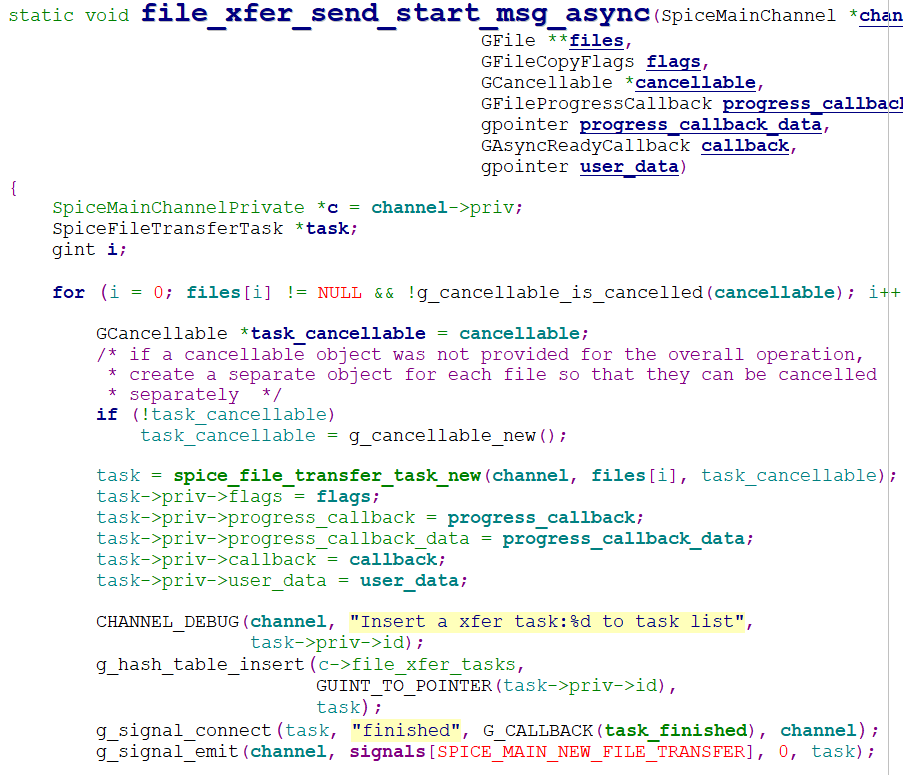 static void file_xfer_send_start_msg_async(SpiceMainChannel *chan
GFile **files,
GFileCopyFlags flags,
GCancellable *cancellable,
GFileProgressCallback progress_callbac
gpointer progress_callback_data,
GAsyncReadyCallback callback,
gpointer user_data)
{
SpiceMainChannelPrivate *c = channel->priv;
SpiceFileTransferTask *task;
gint i;
for (i = 0; files[i] != NULL && !g_cancellable_is_cancelled(cancellable); i++
GCancellable *task_cancellable = cancellable;
/* if a cancellable object was not provided for the overall operation,
* create a separate object for each file so that they can be cancelled
* separately  */
if (!task_cancellable)
task_cancellable = g_cancellable_new();
task = spice_file_transfer_task_new(channel, files[i], task_cancellable);
task->priv->flags = flags;
task->priv->progress_callback = progress_callback;
task->priv->progress_callback_data = progress_callback_data;
task->priv->callback = callback;
task->priv->user_data = user_data;
CHANNEL_DEBUG(channel, "Insert a xfer task:%d to task list",
task->priv->id);
g_hash_table_insert(c->file_xfer_tasks,
GUINT_TO_POINTER(task->priv->id),
task);
g_signal_connect(task, "finished", G_CALLBACK(task_finished), channel);
g_signal_emit(channel, signals[SPICE_MAIN_NEW_FILE_TRANSFER], 0, task);